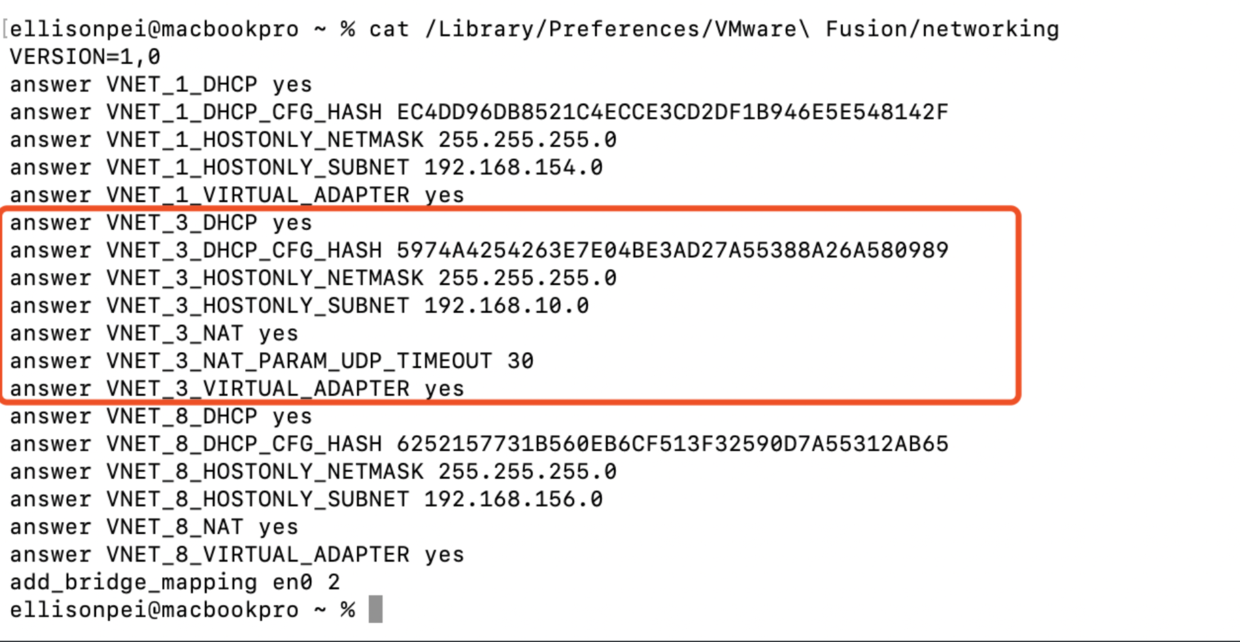 [ellisonpei@macbookpro ~ % cat /Library/Preferences/VMware\ Fusion/networking
VERSION=1,0
answer VNET_1_DHCP yes
answer VNET_1_DHCP_CFG_HASH EC4DD96DB8521C4ECCE3CD2DF1B946E5E548142F
answer VNET_1_HOSTONLY_NETMASK 255.255.255.0
answer VNET_1_HOSTONLY_SUBNET 192.168.154.0
answer VNET_1_VIRTUAL_ADAPTER yes
answer VNET_3_DHCP yes
answer VNET_3_DHCP_CFG_HASH 5974A4254263E7E04BE3AD27A55388A26A580989
answer VNET_3_HOSTONLY_NETMASK 255.255.255.0
answer VNET_3_HOSTONLY_SUBNET 192.168.10.0
answer VNET_3_NAT yes
answer VNET_3_NAT_PARAM_UDP_TIMEOUT 30
answer VNET_3_VIRTUAL_ADAPTER yes
answer VNET_8_DHCP yes
answer VNET_8_DHCP_CFG_HASH 6252157731B560EB6CF513F32590D7A55312AB65
answer VNET_8_HOSTONLY_NETMASK 255.255.255.0
answer VNET_8_HOSTONLY_SUBNET 192.168.156.0
answer VNET_8_NAT yes
answer VNET_8_VIRTUAL_ADAPTER yes
add_bridge_mapping en0 2
ellisonpei@macbookpro ~ %